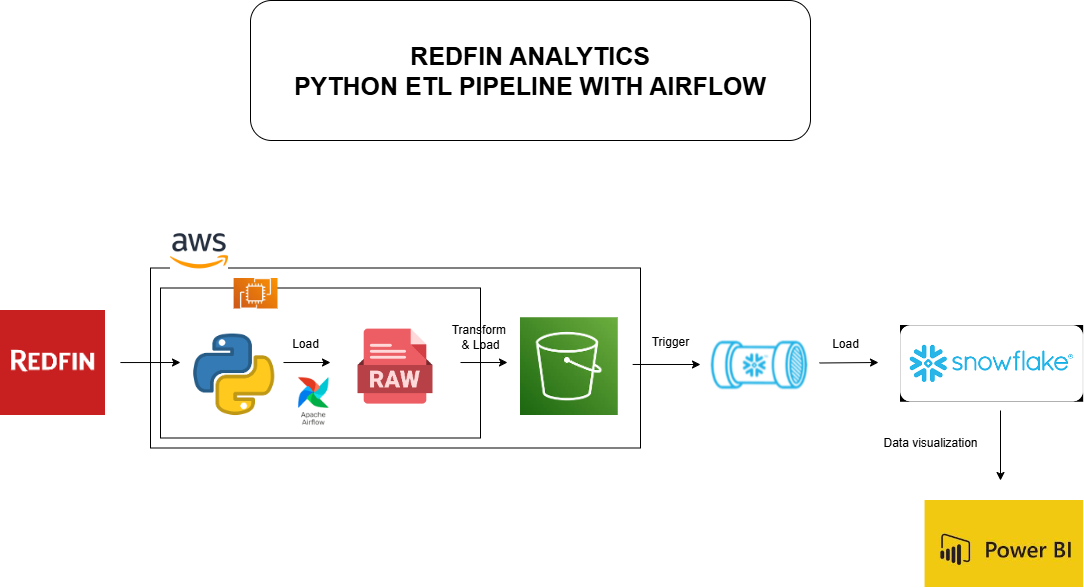 REDFIN ANALYTICS
PYTHON ETL PIPELINE WITH AIRFLOW
aws
REDFIN
Load
RAW
Apache
Airflow
Transform
& Load
Trigger
Load
snowflake®
Data visualization
Power BI